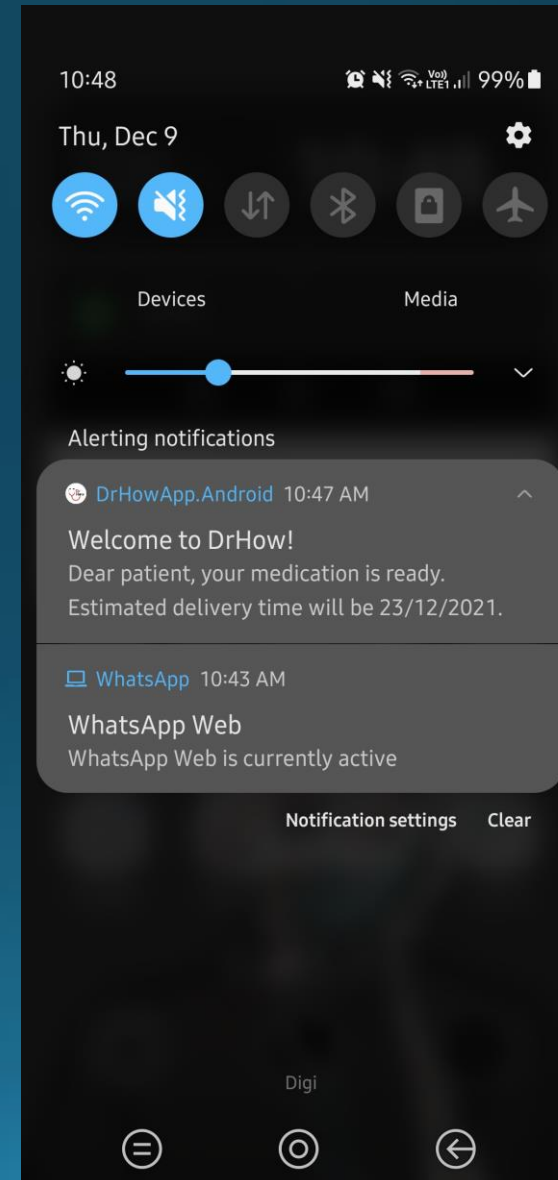 10:48 Vo)) LTE1 99%
Thu, Dec 9
Devices Media
Alerting notifications
DrHowApp.Android 10:47 AM
Welcome to DrHow!
Dear patient, your medication is ready.
Estimated delivery time will be 23/12/2021.
WhatsApp 10:43 AM
WhatsApp Web
WhatsApp Web is currently active
Notification settings Clear
Digi